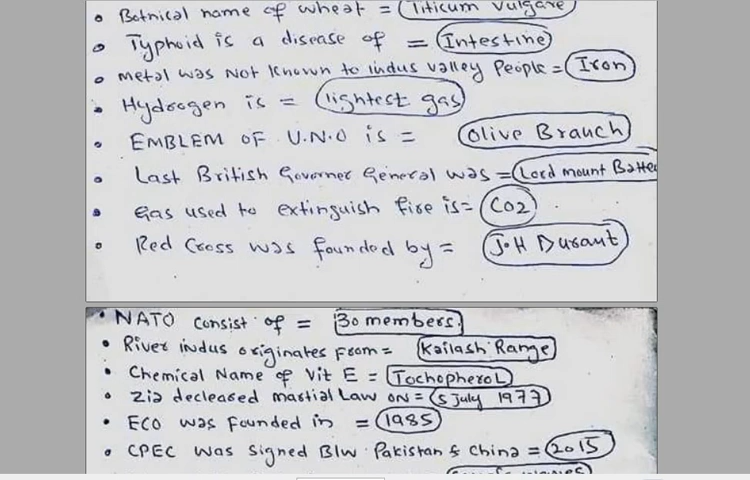 • Botnical name of wheat = Titicum Vulgare
• Typhoid is a disease of = Intestine
• Metal was Not known to indus valley People = Iron
• Hydrogen is = lightest gas
• EMBLEM OF U.N.O is = Olive Branch
• Last British Governer General was = Lord mount Batte
• Gas used to extinguish fire is = CO2
• Red Cross was founded by = J.H Durant
• NATO consist of = 30 members.
• River indus originates From = Kailash Range
• Chemical Name of Vit E = TochopheroL
• Zia decleased martial Law on = 5 July 1977
• ECO was Founded in = 1985
• CPEC was signed B/w Pakistan & China = 2015